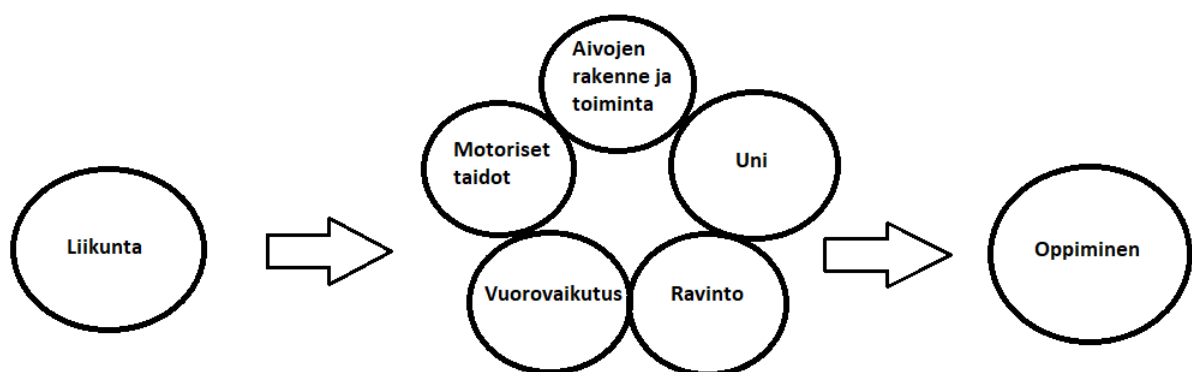 Liikunta
Motoriset
taidot
Aivojen
rakenne ja
toiminta
Uni
Vuorovaikutus
Ravinto
Oppiminen